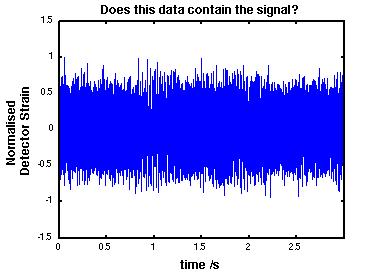 Does this data contain the signal?
1.5
1
0.5
0
-0.5
-1
-1.5
Normalised
Detector Strain
0 0.5 1 1.5 2 2.5
time /s